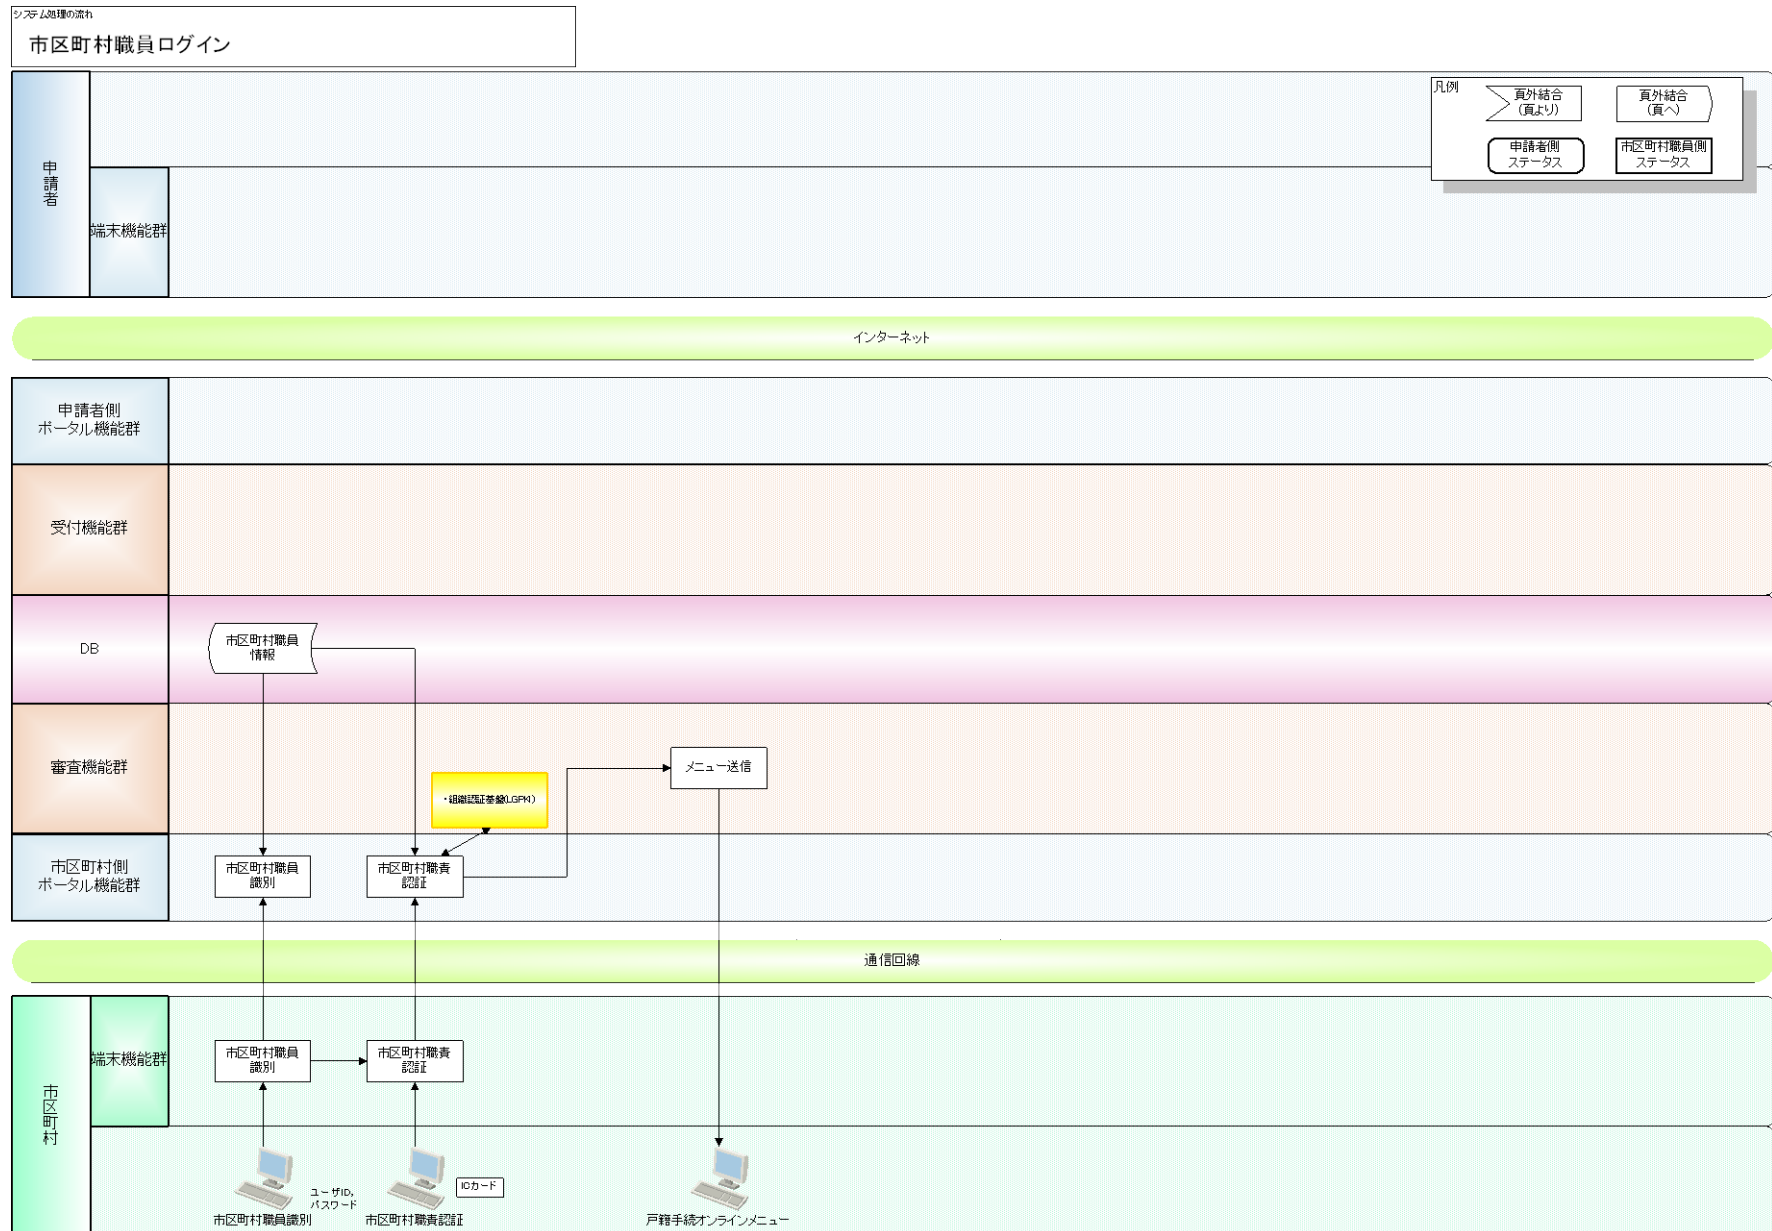 システム処理の流れ
市区町村職員ログイン
凡例
頁外結合
(頁より)
頁外結合
(頁へ)
申請者側
ステータス
市区町村職員側
ステータス
申請者
端末機能群
インターネット
申請者側
ポータル機能群
受付機能群
DB
市区町村職員
情報
審査機能群
メニュー送信
・組織認証基盤(LGPKI)
市区町村側
ポータル機能群
市区町村職員
識別
市区町村職責
認証
通信回線
市区町村
端末機能群
市区町村職員
識別
市区町村職責
認証
ユーザID,
パスワード
ICカード
市区町村職員識別
市区町村職責認証
戸籍手続オンラインメニュー